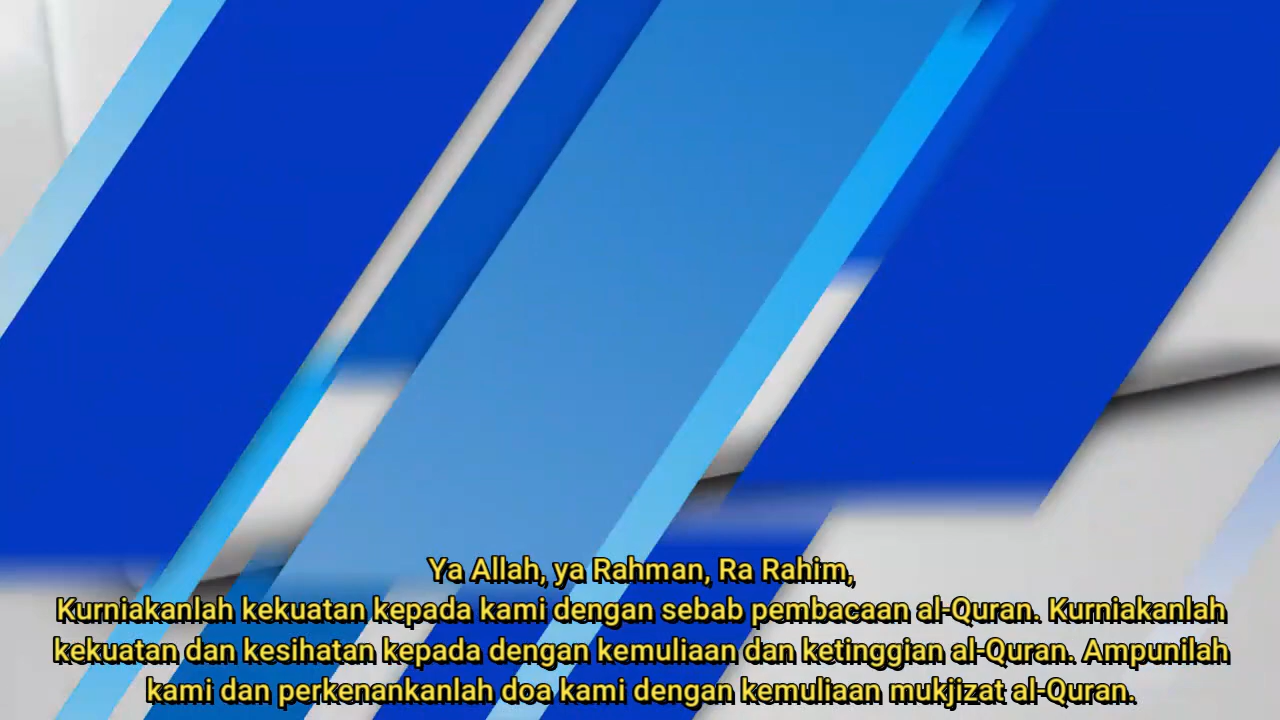 Ya Allah, ya Rahman, Ra Rahim,
Kurniakanlah kekuatan kepada kami dengan sebab pembacaan al-Quran. Kurniakanlah
kekuatan dan kesihatan kepada dengan kemuliaan dan ketinggian al-Quran. Ampunilah
kami dan perkenankanlah doa kami dengan kemuliaan mukjizat al-Quran.